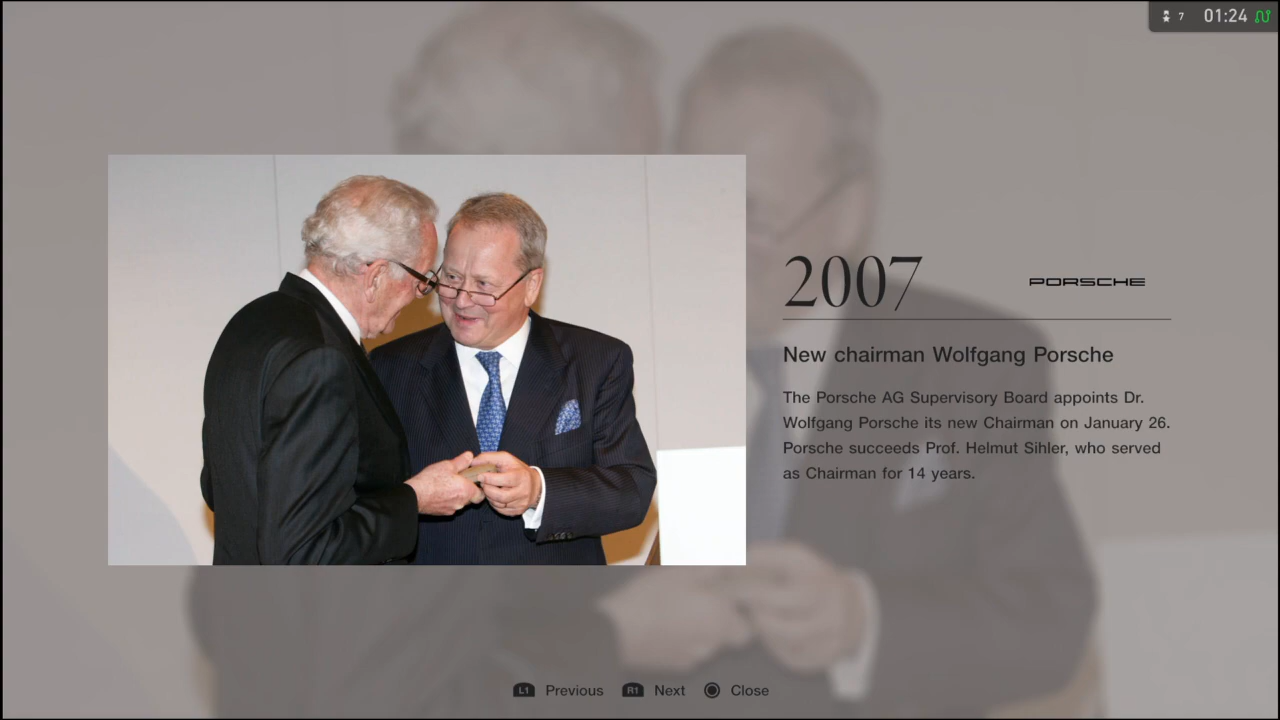 7 01:24
2007 PORSCHE
New chairman Wolfgang Porsche
The Porsche AG Supervisory Board appoints Dr.
Wolfgang Porsche its new Chairman on January 26.
Porsche succeeds Prof. Helmut Sihler, who served
as Chairman for 14 years.
L1 Previous R1 Next Close